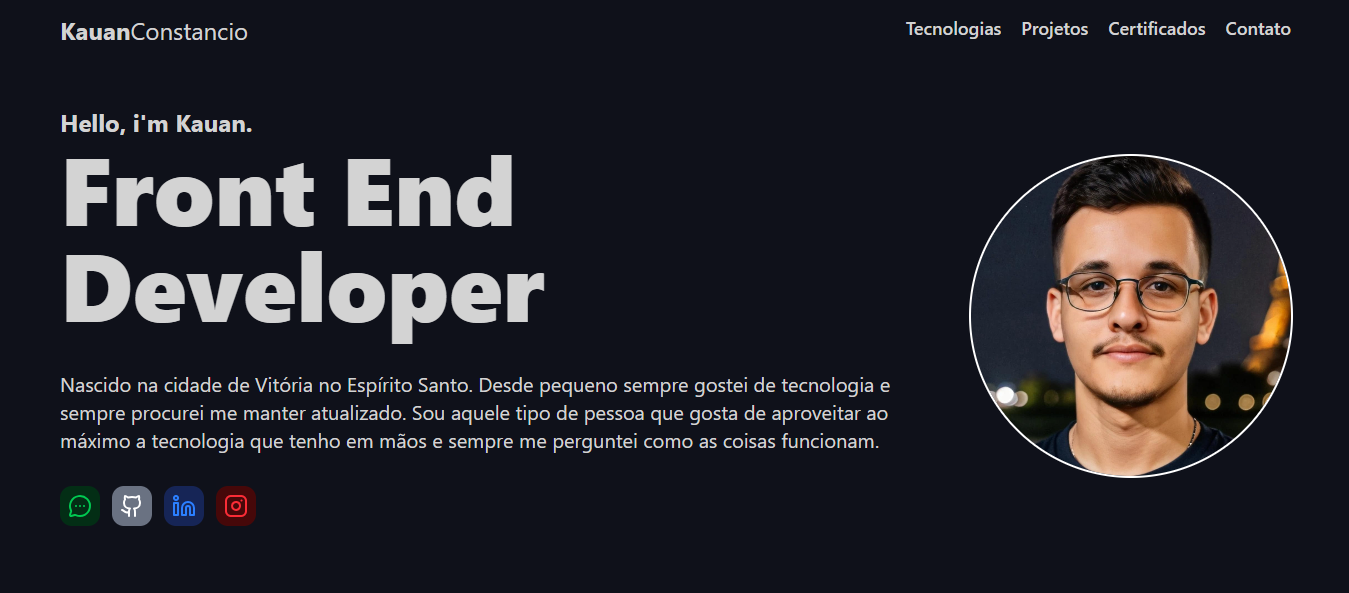 KauanConstancio
Tecnologias Projetos Certificados Contato
Hello, i'm Kauan.
Front End
Developer
Nascido na cidade de Vitória no Espírito Santo. Desde pequeno sempre gostei de tecnologia e
sempre procurei me manter atualizado. Sou aquele tipo de pessoa que gosta de aproveitar ao
máximo a tecnologia que tenho em mãos e sempre me perguntei como as coisas funcionam.
in